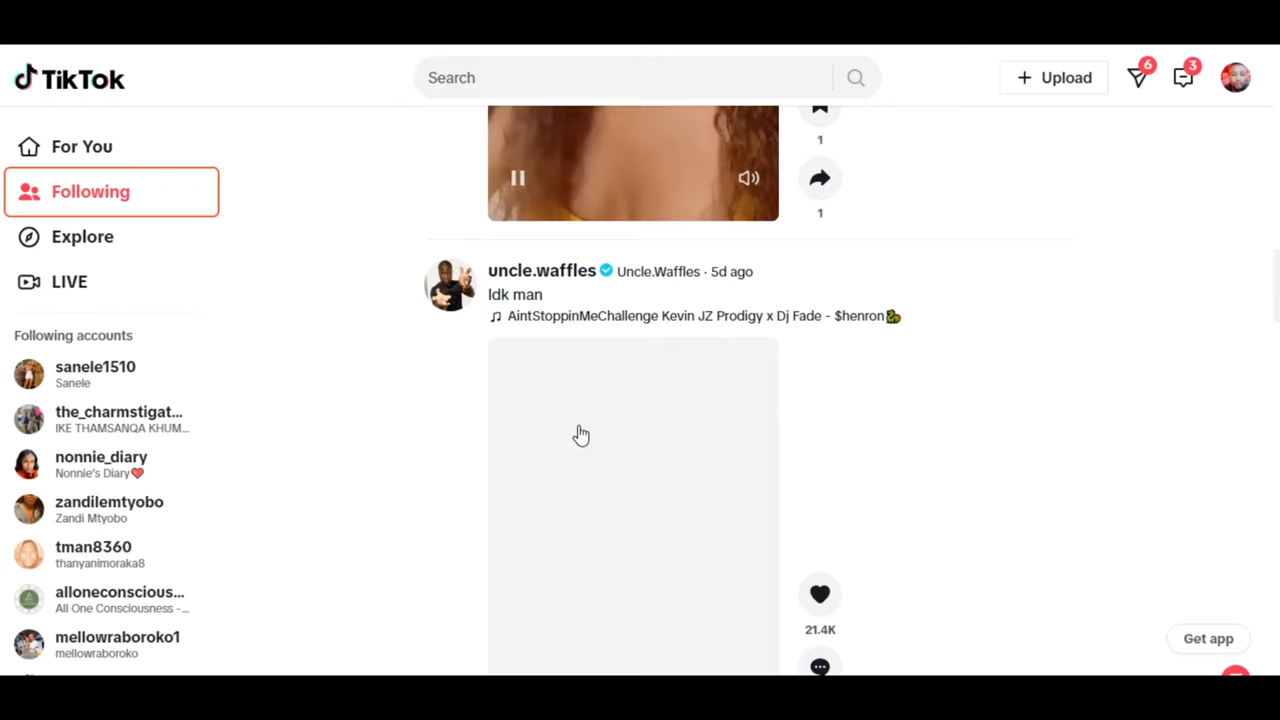 TikTok
Search
Upload
6
3
For You
Following
Explore
LIVE
Following accounts
sanele1510
Sanele
the_charmstigat...
IKE THAMSANQA KHUM...
nonnie_diary
Nonnie's Diary❤️
zandilemtyobo
Zandi Mtyobo
tman8360
thanyanimoraka8
alloneconscious...
All One Consciousness -...
mellowraboroko1
mellowraboroko
1
1
uncle.waffles Uncle.Waffles · 5d ago
Idk man
AintStoppinMeChallenge Kevin JZ Prodigy x Dj Fade - $henron🐉
21.4K
Get app